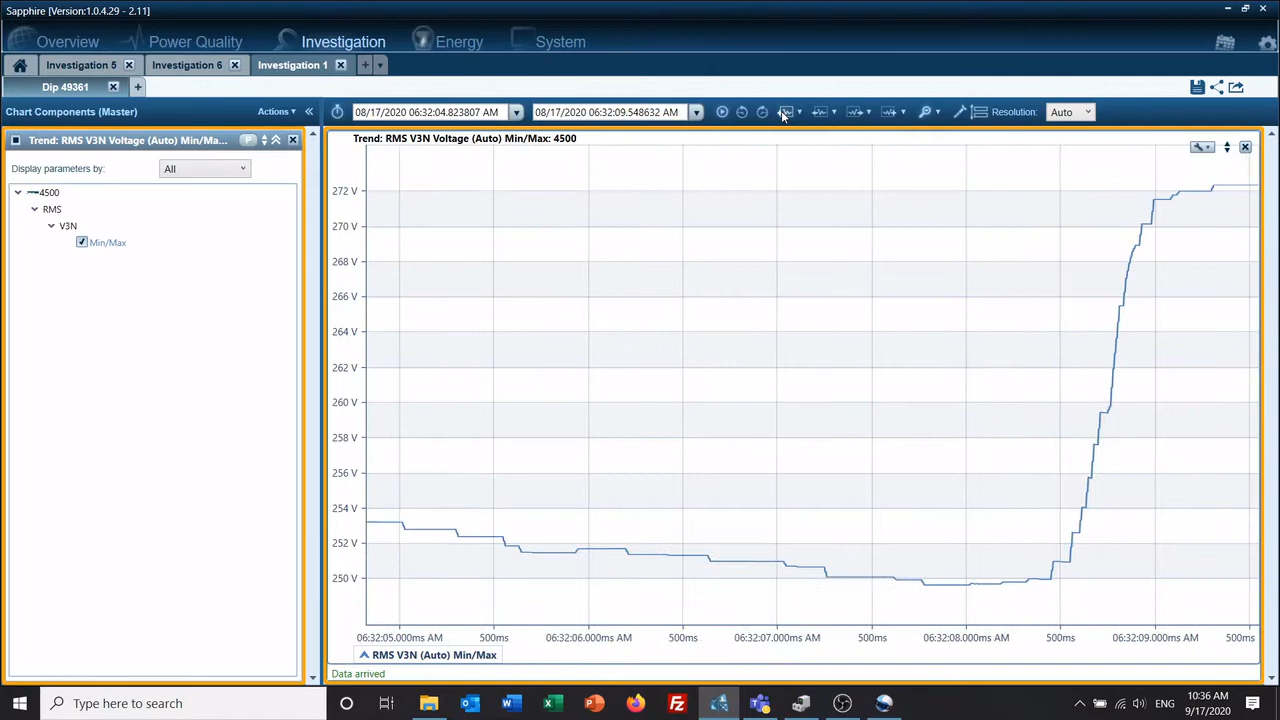 Sapphire [Version:1.0.4.29 - 2.11]
Overview Power Quality Investigation Energy System
Investigation 5 Investigation 6 Investigation 1 +
Dip 49361 +
Chart Components (Master) Actions «
08/17/2020 06:32:04.823807 AM 08/17/2020 06:32:09.548632 AM Resolution: Auto
Trend: RMS V3N Voltage (Auto) Min/Ma... P
Display parameters by: All
4500
RMS
V3N
Min/Max
Trend: RMS V3N Voltage (Auto) Min/Max: 4500
272 V
270 V
268 V
266 V
264 V
262 V
260 V
258 V
256 V
254 V
252 V
250 V
06:32:05.000ms AM 500ms 06:32:06.000ms AM 500ms 06:32:07.000ms AM 500ms 06:32:08.000ms AM 500ms 06:32:09.000ms AM 500ms
RMS V3N (Auto) Min/Max
Data arrived
Type here to search
ENG
10:36 AM
9/17/2020